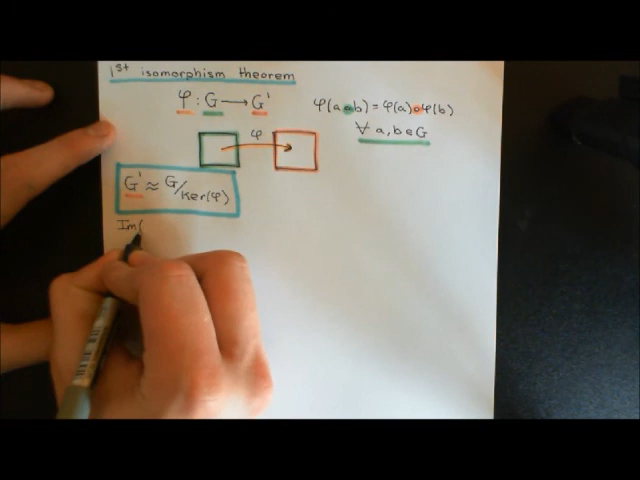 1st isomorphism theorem
φ : G ⟶ G'
φ(a∘b) = φ(a)∘φ(b)
∀ a,b ∈ G
φ
G' ≈ G/Ker(φ)
Im(